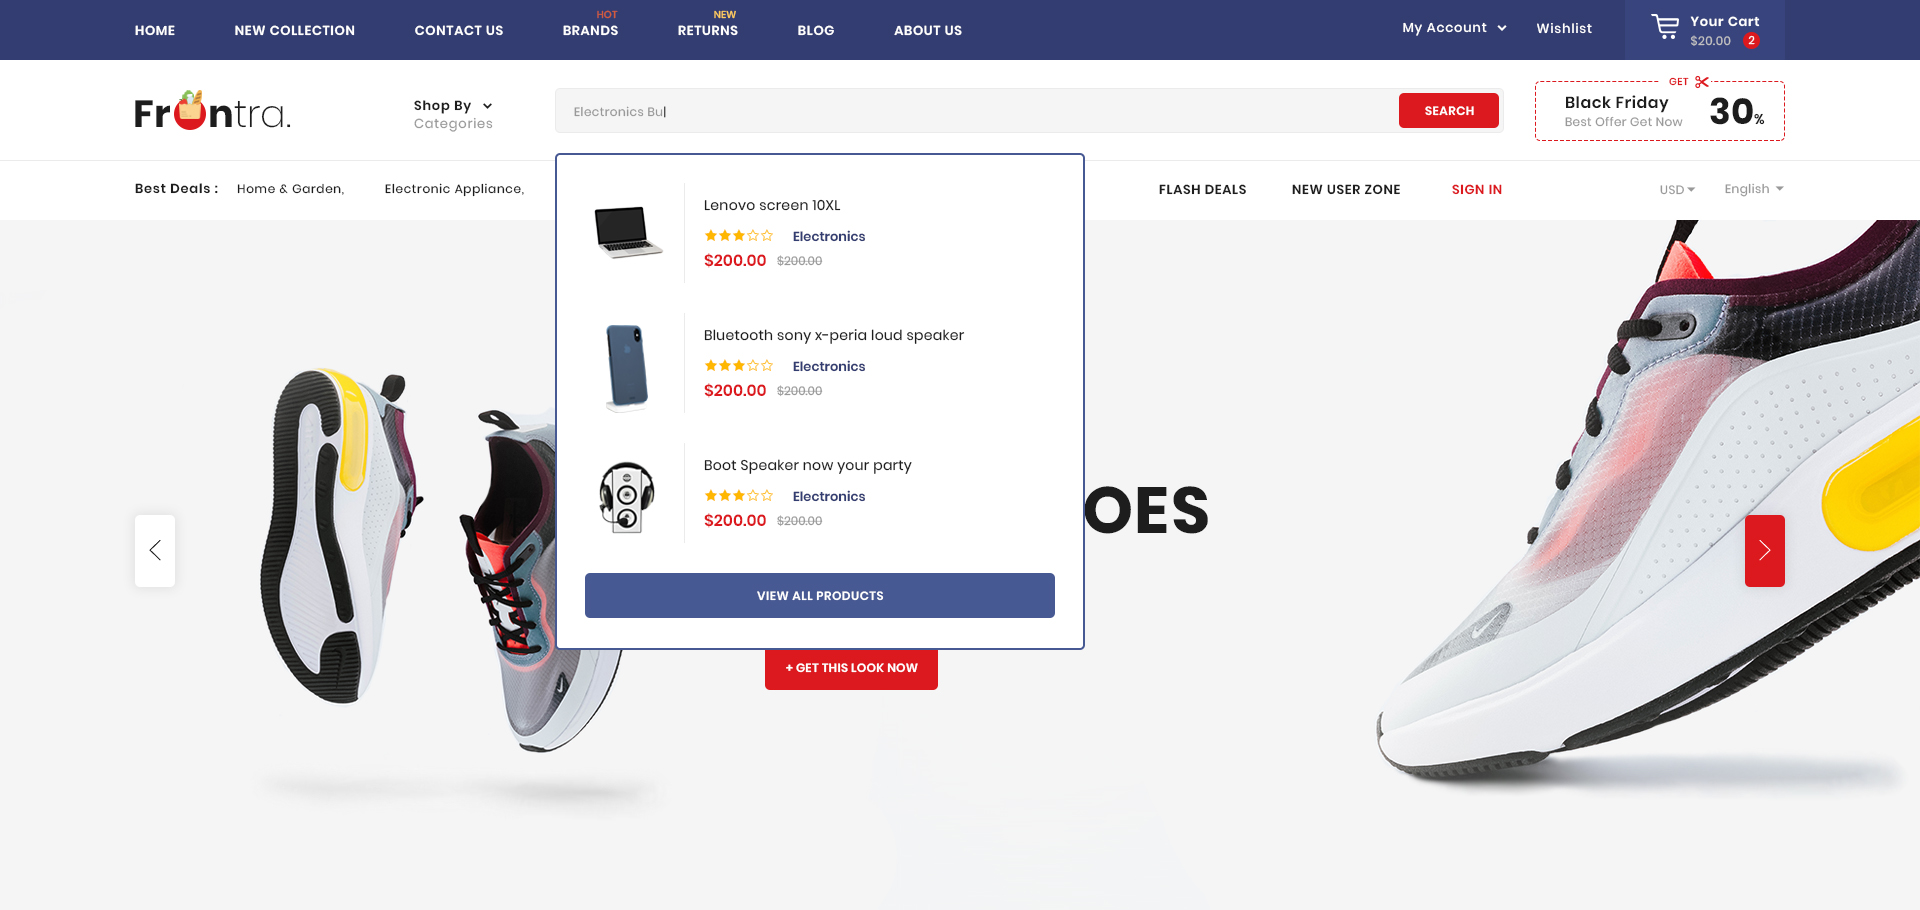 HOME NEW COLLECTION CONTACT US HOT BRANDS NEW RETURNS BLOG ABOUT US My Account Wishlist Your Cart
$20.00 2
Frontra.
Shop By
Categories
Electronics Bu
SEARCH
GET
Black Friday
Best Offer Get Now
30%
Best Deals : Home & Garden, Electronic Appliance, FLASH DEALS NEW USER ZONE SIGN IN USD English
Lenovo screen 10XL
Electronics
$200.00 $200.00
Bluetooth sony x-peria loud speaker
Electronics
$200.00 $200.00
Boot Speaker now your party
Electronics
$200.00 $200.00
OES
VIEW ALL PRODUCTS
+ GET THIS LOOK NOW